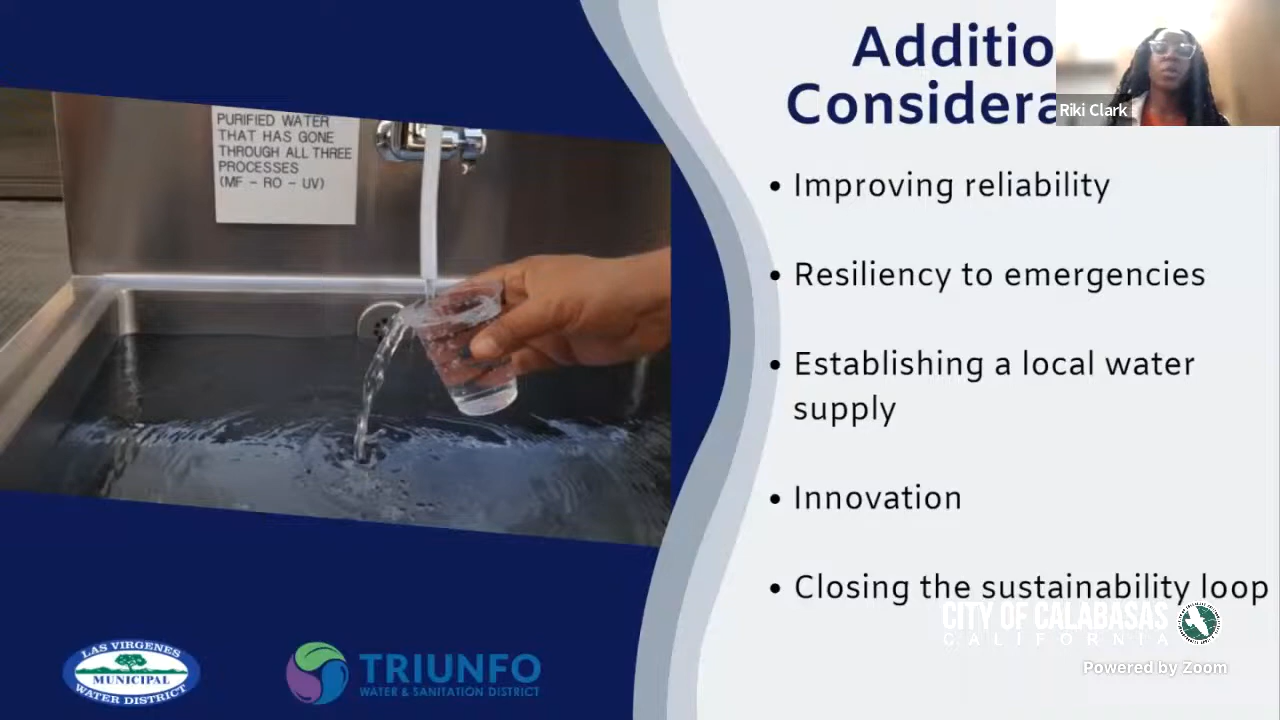 Additio
Considera
Riki Clark
PURIFIED WATER
THAT HAS GONE
THROUGH ALL THREE
PROCESSES
(MF - RO - UV)
• Improving reliability
• Resiliency to emergencies
• Establishing a local water
supply
• Innovation
• Closing the sustainability loop
CITY OF CALABASAS
CALIFORNIA
Powered by Zoom
LAS VIRGENES
MUNICIPAL
WATER DISTRICT
TRIUNFO
WATER & SANITATION DISTRICT